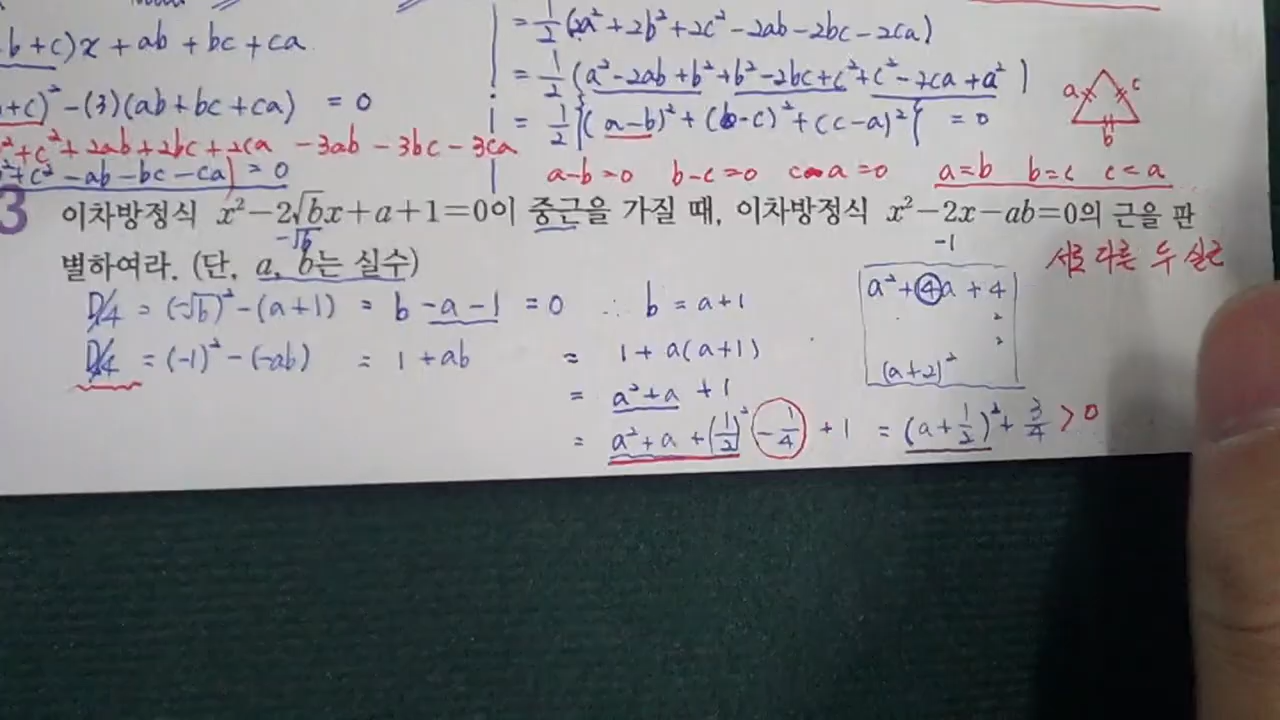 b+c)x + ab + bc + ca
+c)² - (3)(ab + bc + ca) = 0
²+c²+2ab+2bc+2ca - 3ab - 3bc - 3ca
²+c² - ab - bc - ca) = 0
= 1/2 (2a² + 2b² + 2c² - 2ab - 2bc - 2ca)
= 1/2 (a² - 2ab + b² + b² - 2bc + c² + c² - 2ca + a²)
= 1/2 {(a-b)² + (b-c)² + (c-a)²} = 0
a c
b
a-b=0 b-c=0 c-a=0 a=b b=c c=a
3 이차방정식 x²-2√bx+a+1=0이 중근을 가질 때, 이차방정식 x²-2x-ab=0의 근을 판
-√b -1
별하여라. (단, a, b는 실수) 서로 다른 두 실근
D/4 = (-√b)² - (a+1) = b - a - 1 = 0 ∴ b = a+1
D/4 = (-1)² - (-ab) = 1 + ab = 1 + a(a+1)
= a²+a +1
= a²+a+(1/2)² - 1/4 + 1 = (a+1/2)² + 3/4 > 0
a²+4a+4
(a+2)²